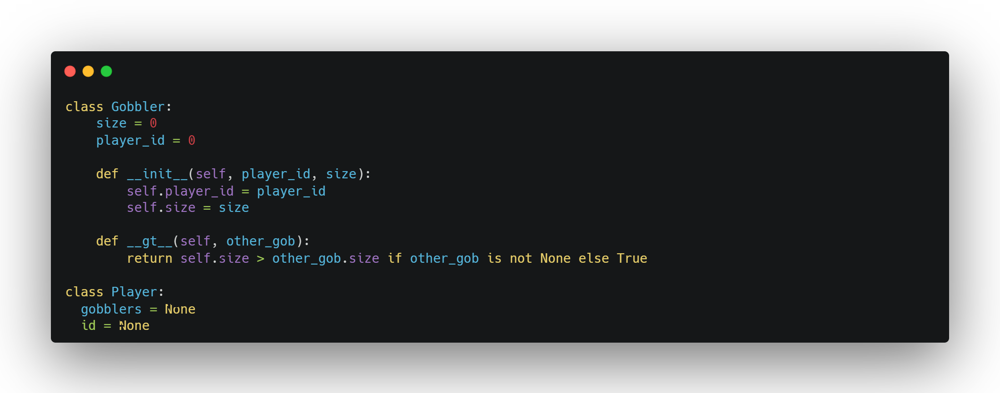 class Gobbler:
    size = 0
    player_id = 0

    def __init__(self, player_id, size):
        self.player_id = player_id
        self.size = size

    def __gt__(self, other_gob):
        return self.size > other_gob.size if other_gob is not None else True

class Player:
  gobblers = None
  id = None